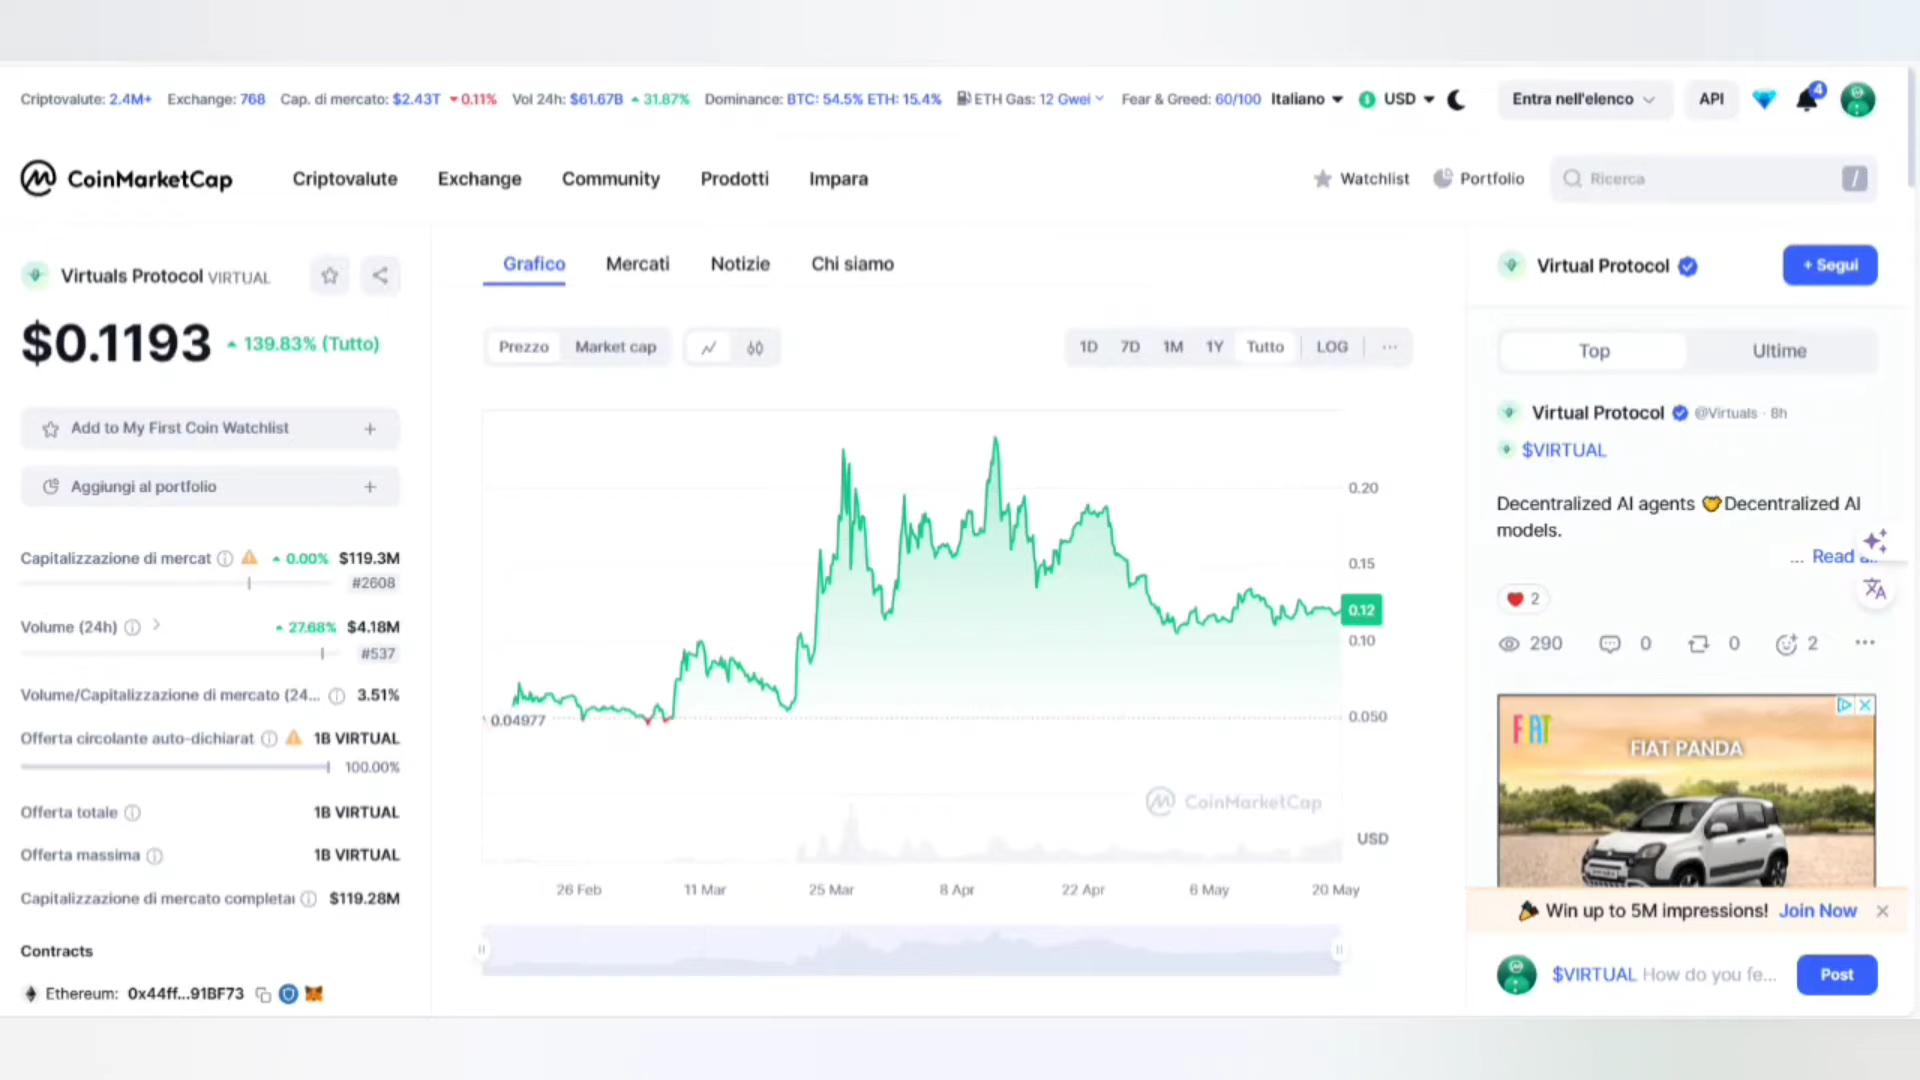 Criptovalute: 2.4M+ Exchange: 768 Cap. di mercato: $2.43T 0.11% Vol 24h: $61.67B 31.87% Dominance: BTC: 54.5% ETH: 15.4% ETH Gas: 12 Gwei Fear & Greed: 60/100 Italiano USD Entra nell'elenco API 4
CoinMarketCap Criptovalute Exchange Community Prodotti Impara Watchlist Portfolio Ricerca /
Virtuals Protocol VIRTUAL
$0.1193 139.83% (Tutto)
Add to My First Coin Watchlist +
Aggiungi al portfolio +
Capitalizzazione di mercat 0.00% $119.3M
#2608
Volume (24h) 27.68% $4.18M
#537
Volume/Capitalizzazione di mercato (24... 3.51%
Offerta circolante auto-dichiarat 1B VIRTUAL
100.00%
Offerta totale 1B VIRTUAL
Offerta massima 1B VIRTUAL
Capitalizzazione di mercato completa $119.28M
Contracts
Ethereum: 0x44ff...91BF73
Grafico Mercati Notizie Chi siamo
Prezzo Market cap 1D 7D 1M 1Y Tutto LOG ...
0.20
0.15
0.12
0.10
0.050
0.04977
CoinMarketCap
USD
26 Feb 11 Mar 25 Mar 8 Apr 22 Apr 6 May 20 May
Virtual Protocol + Segui
Top Ultime
Virtual Protocol @Virtuals · 8h
$VIRTUAL
Decentralized AI agents 🤝Decentralized AI
models.
... Read a..
2
290 0 0 2 ...
FIAT
FIAT PANDA
Win up to 5M impressions! Join Now
$VIRTUAL How do you fe... Post